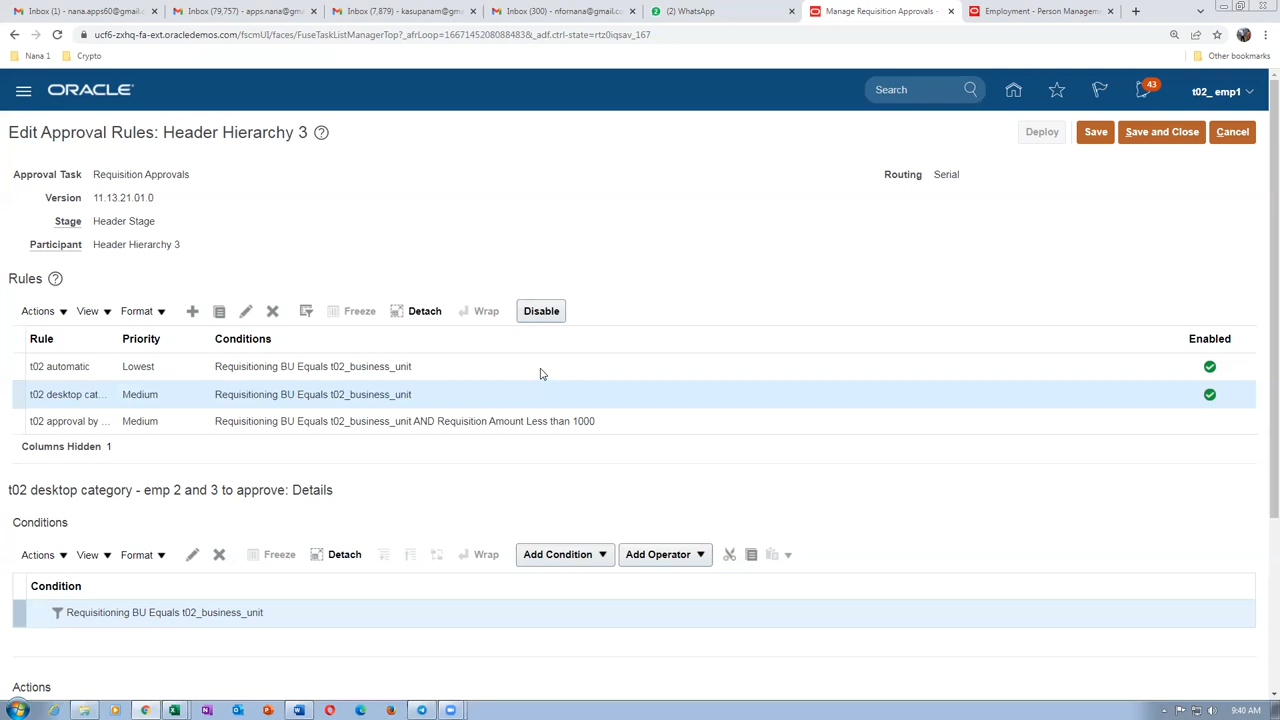 Inbox (1) - nana.apps60@gmail.c
Inbox (79,757) - apps.nana@gma
Inbox (7,879) - kasupanam@gma
Inbox (300) - nfornana@gmail.co
(2) WhatsApp
Manage Requisition Approvals -
Employment - Person Manageme
ucf6-zxhq-fa-ext.oracledemos.com/fscmUI/faces/FuseTaskListManagerTop?_afrLoop=16671452080884883&_adf.ctrl-state=rtz0iqsav_167
Nana 1
Crypto
Other bookmarks
ORACLE
Search
43
t02_ emp1
Edit Approval Rules: Header Hierarchy 3
Deploy
Save
Save and Close
Cancel
Approval Task Requisition Approvals
Routing Serial
Version 11.13.21.01.0
Stage Header Stage
Participant Header Hierarchy 3
Rules
Actions View Format Freeze Detach Wrap Disable
Rule Priority Conditions Enabled
t02 automatic Lowest Requisitioning BU Equals t02_business_unit
t02 desktop cat... Medium Requisitioning BU Equals t02_business_unit
t02 approval by ... Medium Requisitioning BU Equals t02_business_unit AND Requisition Amount Less than 1000
Columns Hidden 1
t02 desktop category - emp 2 and 3 to approve: Details
Conditions
Actions View Format Freeze Detach Wrap Add Condition Add Operator
Condition
Requisitioning BU Equals t02_business_unit
Actions
9:40 AM